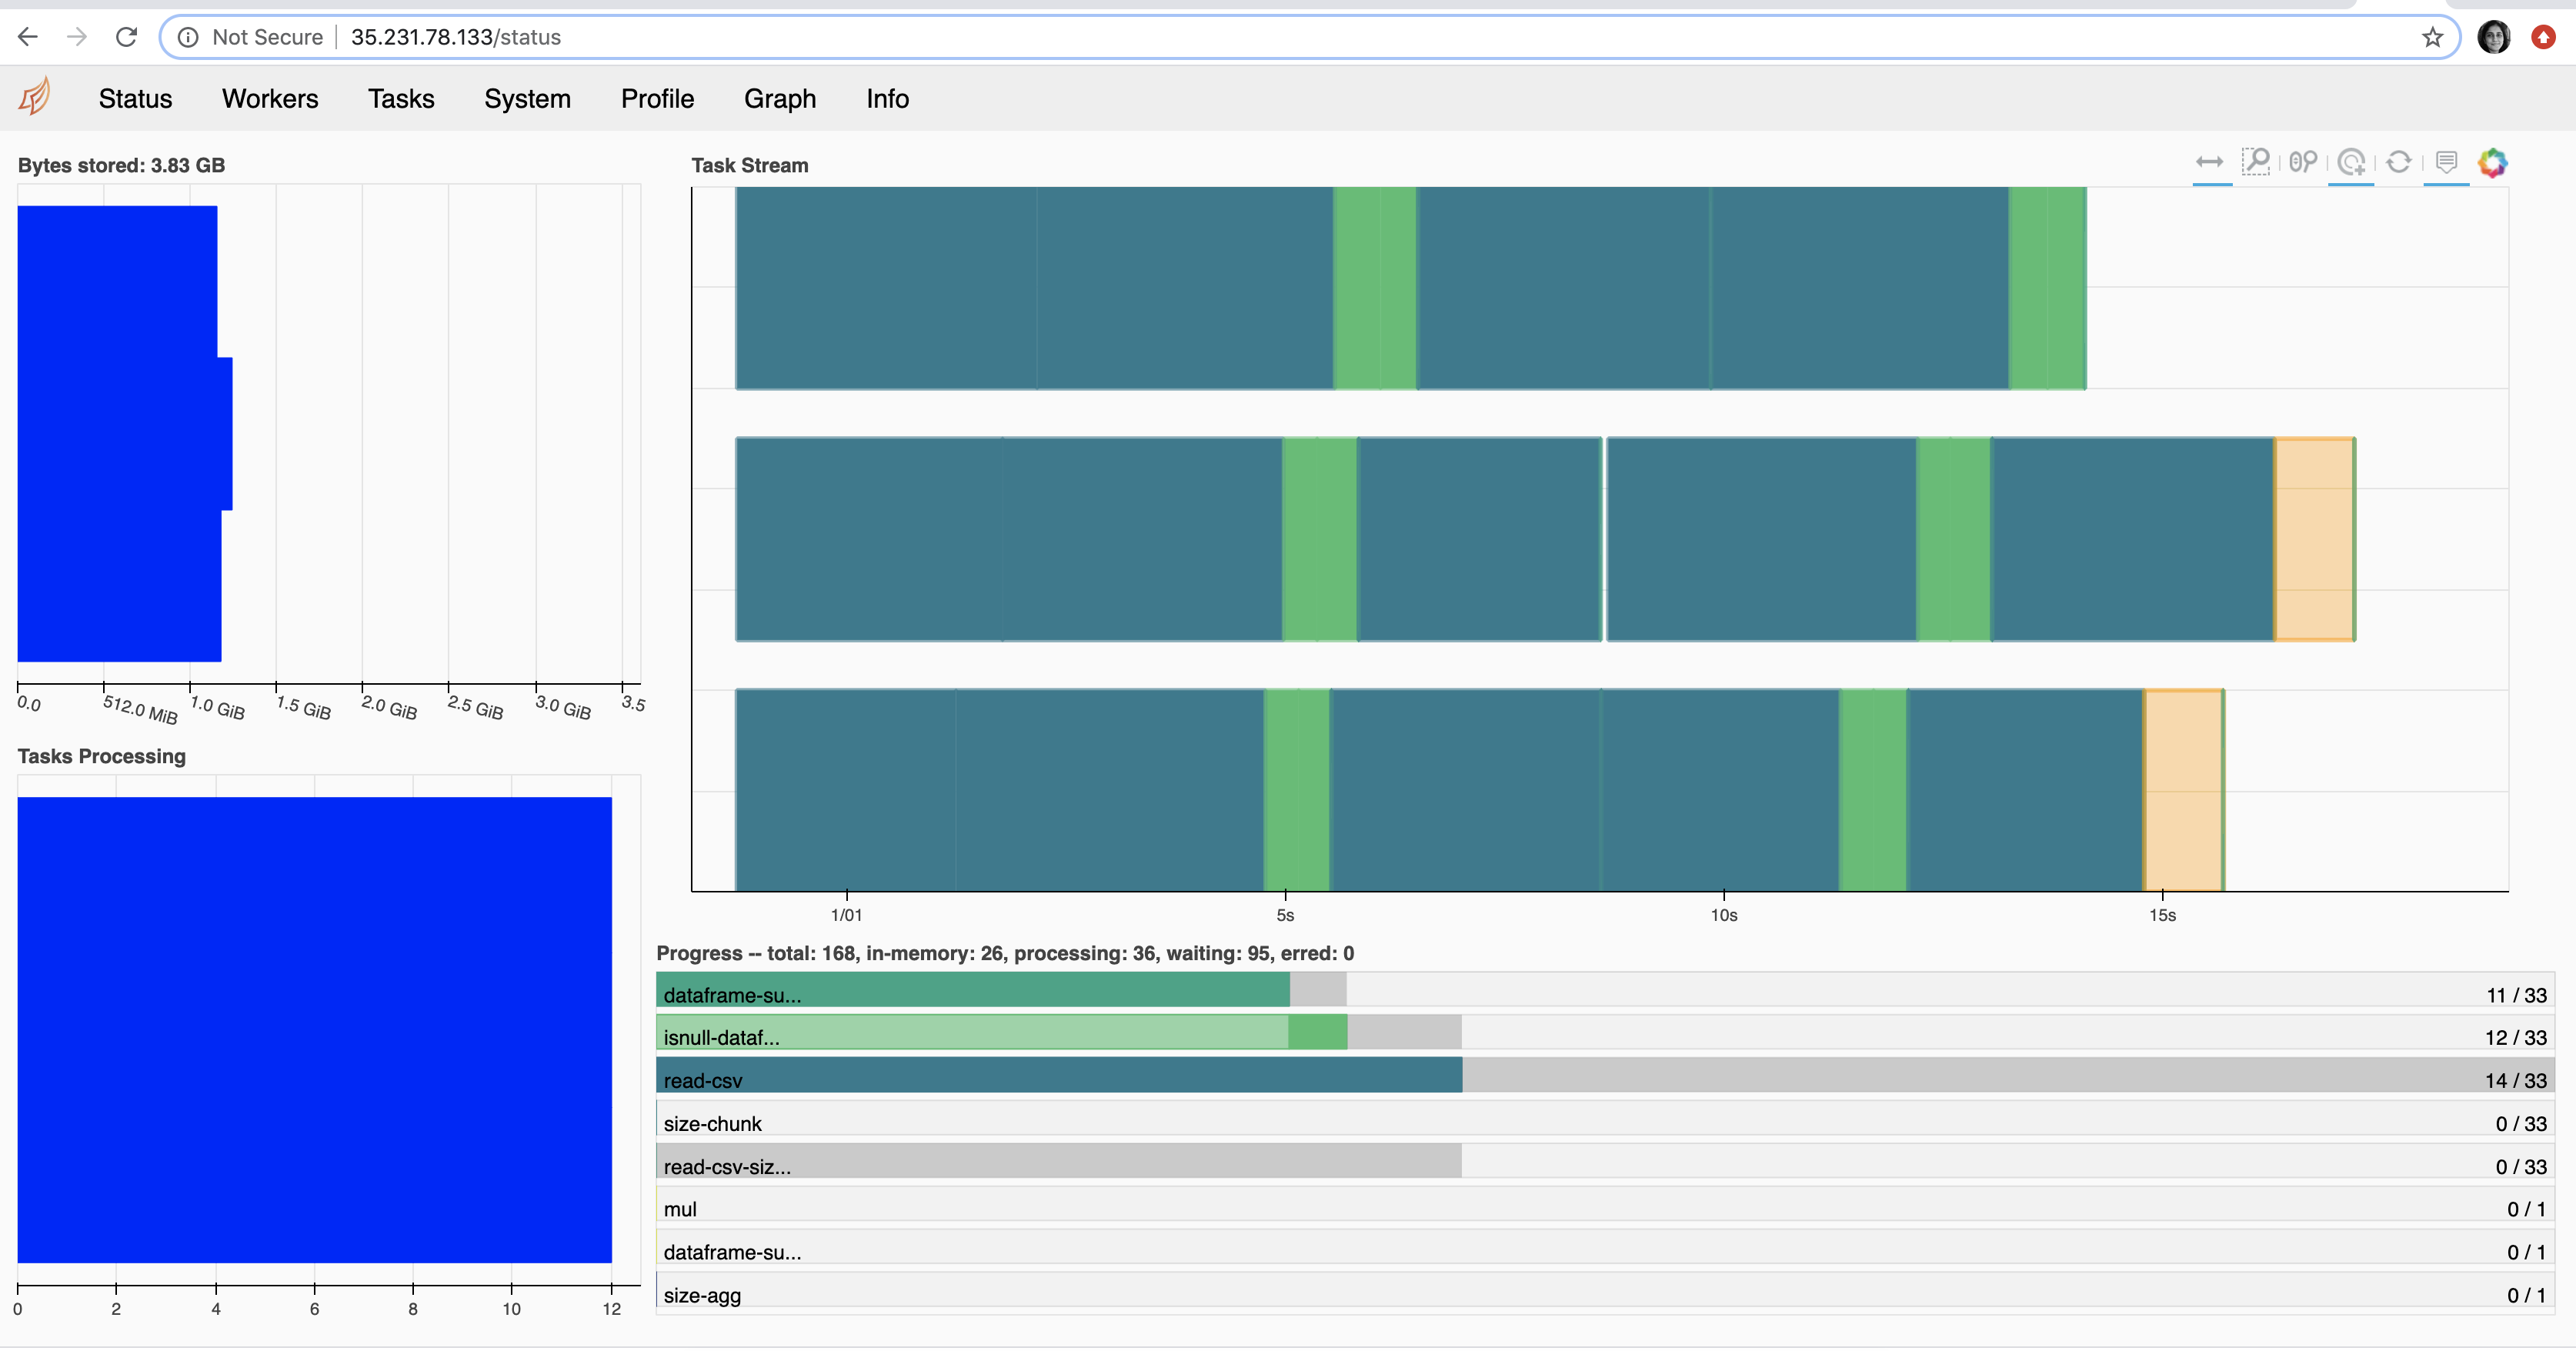 Not Secure 35.231.78.133/status
Status Workers Tasks System Profile Graph Info
Bytes stored: 3.83 GB
0.0 512.0 MiB 1.0 GiB 1.5 GiB 2.0 GiB 2.5 GiB 3.0 GiB 3.5
Tasks Processing
0 2 4 6 8 10 12
Task Stream
1/01 5s 10s 15s
Progress -- total: 168, in-memory: 26, processing: 36, waiting: 95, erred: 0
dataframe-su... 11 / 33
isnull-dataf... 12 / 33
read-csv 14 / 33
size-chunk 0 / 33
read-csv-siz... 0 / 33
mul 0 / 1
dataframe-su... 0 / 1
size-agg 0 / 1